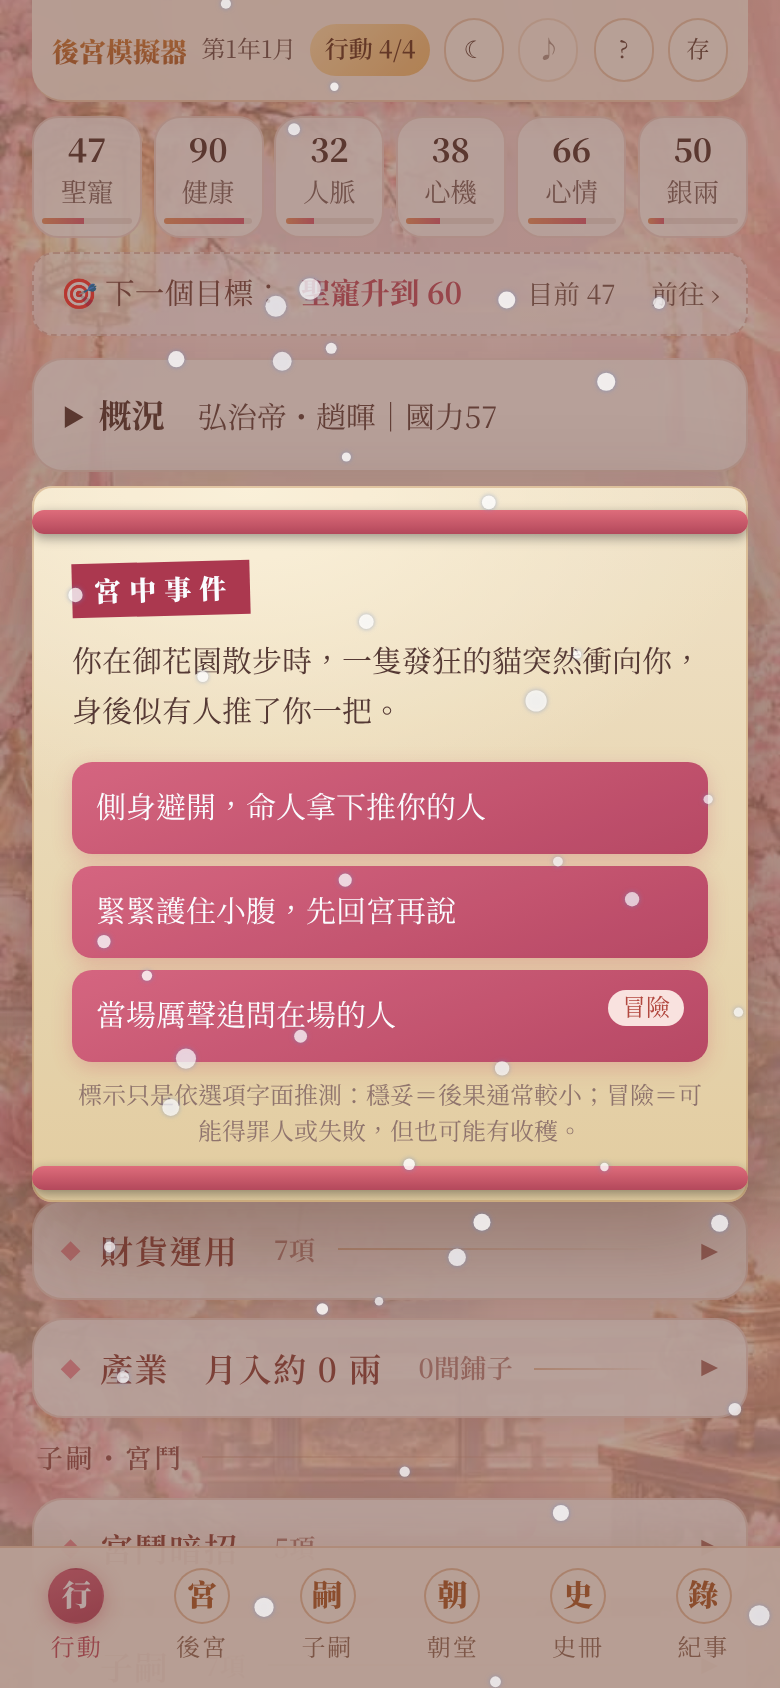 後宮模擬器 第1年1月 行動 4/4 ☾ ♪ ? 存
47 90 32 38 66 50
聖寵 健康 人脈 心機 心情 銀兩
🎯 下一個目標： 聖寵升到 60 目前 47 前往 ›
▶ 概況 弘治帝・趙暉｜國力57
宮中事件
你在御花園散步時，一隻發狂的貓突然衝向你，
身後似有人推了你一把。
側身避開，命人拿下推你的人
緊緊護住小腹，先回宮再說
當場厲聲追問在場的人 冒險
標示只是依選項字面推測：穩妥＝後果通常較小；冒險＝可
能得罪人或失敗，但也可能有收穫。
◆ 財貨運用 7項 ▶
◆ 產業 月入約 0 兩 0間鋪子 ▶
子嗣・宮鬥
宮鬥暗招 5項
行 宮 嗣 朝 史 錄
行動 後宮 子嗣 朝堂 史冊 紀事